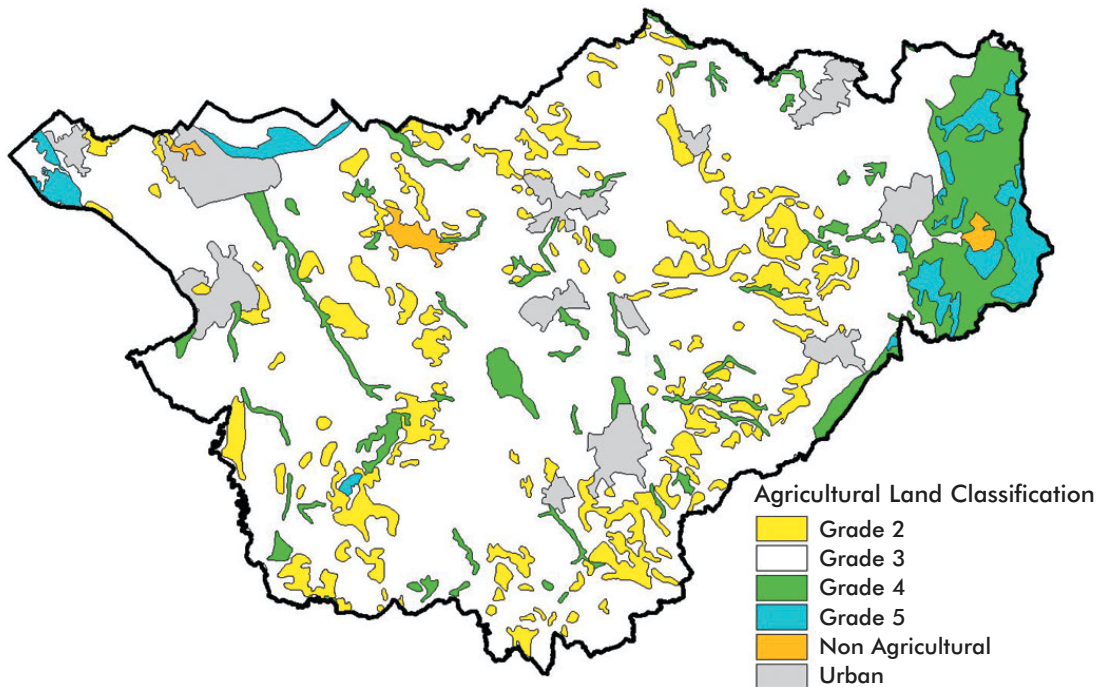 Agricultural Land Classification
Grade 2
Grade 3
Grade 4
Grade 5
Non Agricultural
Urban